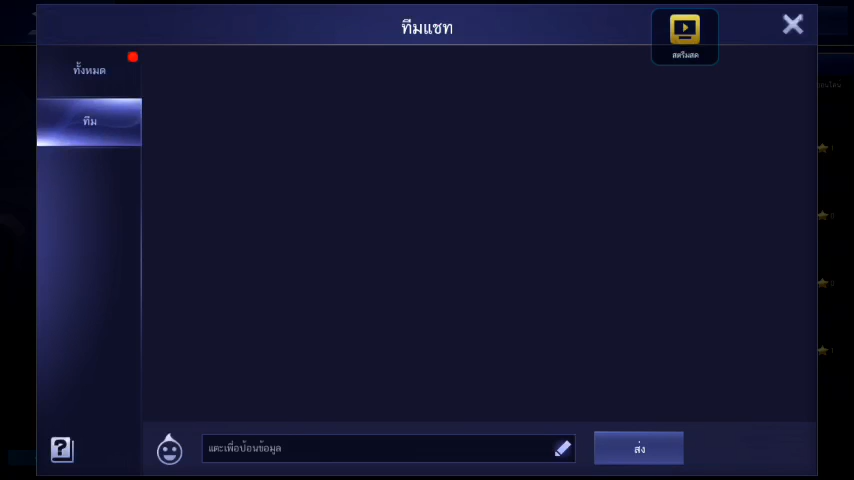 ทีมแชท
สตรีมสด
ทั้งหมด
ทีม
แตะเพื่อป้อนข้อมูล
ส่ง